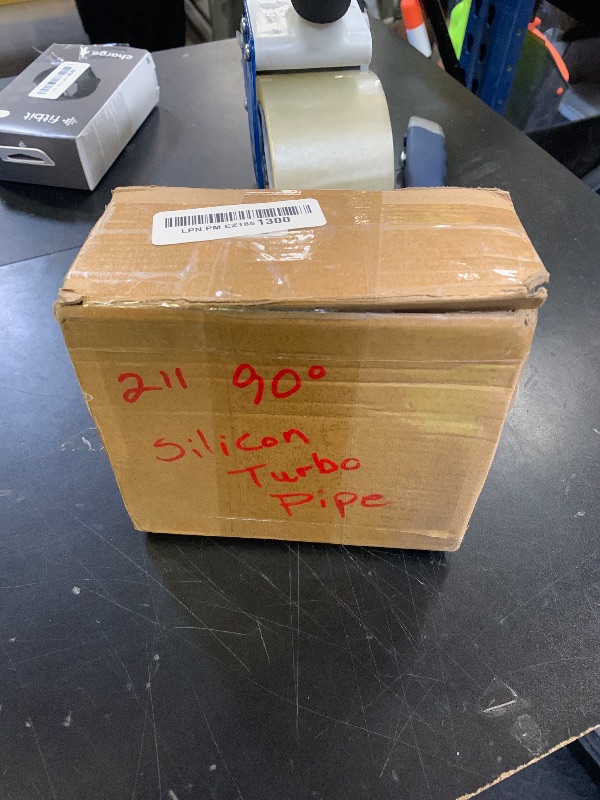 charge
fitbit
LPN PM EZ185 1300
2" 90°
Silicon
Turbo
Pipe